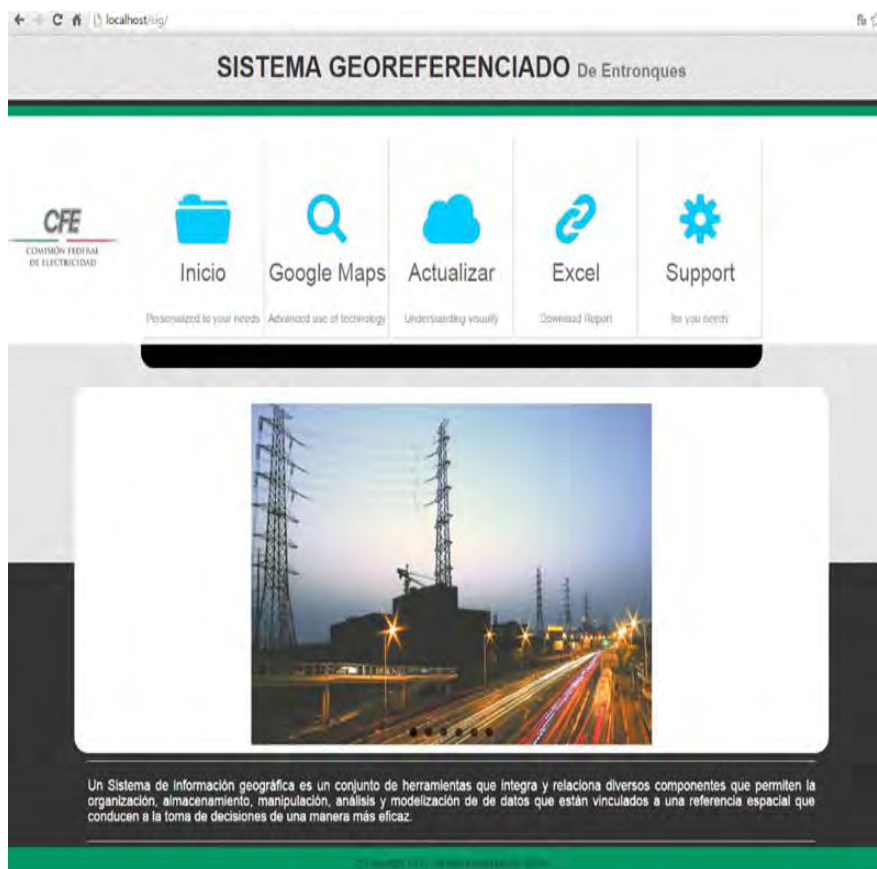 localhost/sig/
SISTEMA GEOREFERENCIADO De Entronques
CFE
COMISIÓN FEDERAL
DE ELECTRICIDAD
Inicio
Google Maps
Actualizar
Excel
Support
Personalized to your needs
Advanced use of technology
Understanding visually
Download Report
for you needs
Un Sistema de información geográfica es un conjunto de herramientas que integra y relaciona diversos componentes que permiten la
organización, almacenamiento, manipulación, análisis y modelización de de datos que están vinculados a una referencia espacial que
conducen a la toma de decisiones de una manera más eficaz.